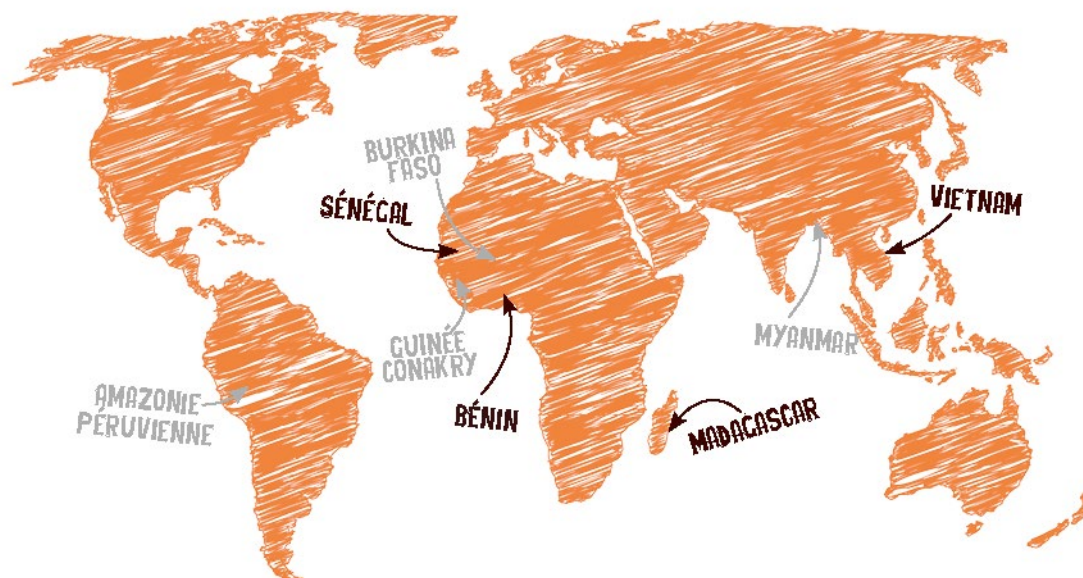 BURKINA
FASO
SÉNÉGAL
VIETNAM
GUINÉE
CONAKRY
MYANMAR
AMAZONIE
PÉRUVIENNE
BÉNIN
MADAGASCAR